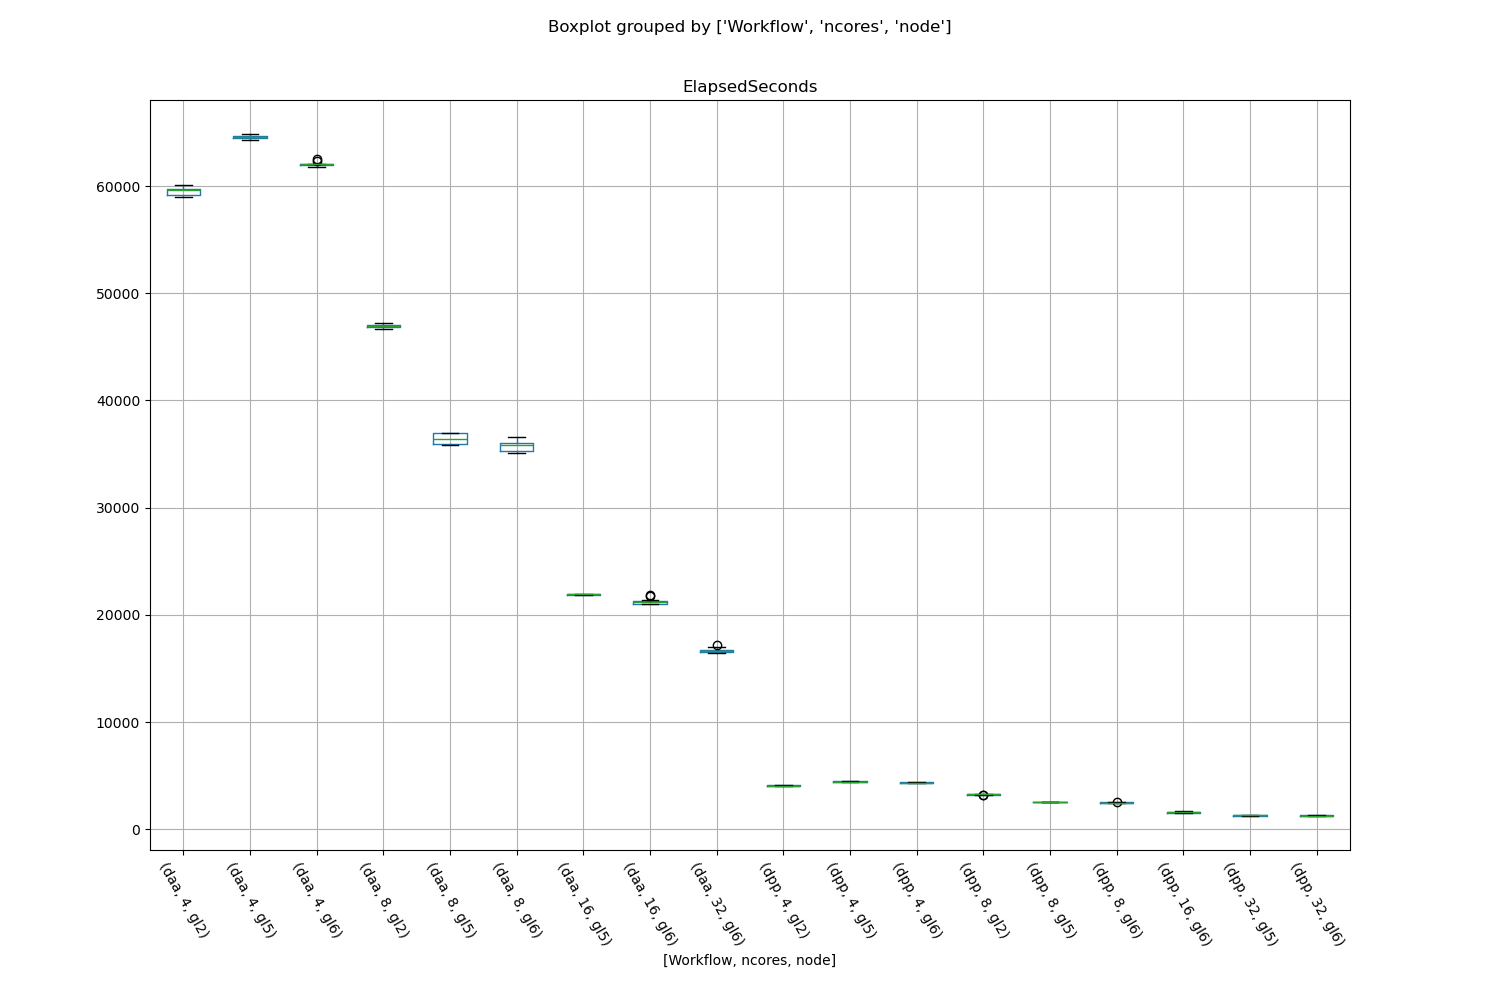 Boxplot grouped by ['Workflow', 'ncores', 'node']
ElapsedSeconds
60000
50000
40000
30000
20000
10000
0
(daa, 4, gl2)
(daa, 4, gl5)
(daa, 4, gl6)
(daa, 8, gl2)
(daa, 8, gl5)
(daa, 8, gl6)
(daa, 16, gl5)
(daa, 16, gl6)
(daa, 32, gl6)
(dpp, 4, gl2)
(dpp, 4, gl5)
(dpp, 4, gl6)
(dpp, 8, gl2)
(dpp, 8, gl5)
(dpp, 8, gl6)
(dpp, 16, gl6)
(dpp, 32, gl5)
(dpp, 32, gl6)
[Workflow, ncores, node]